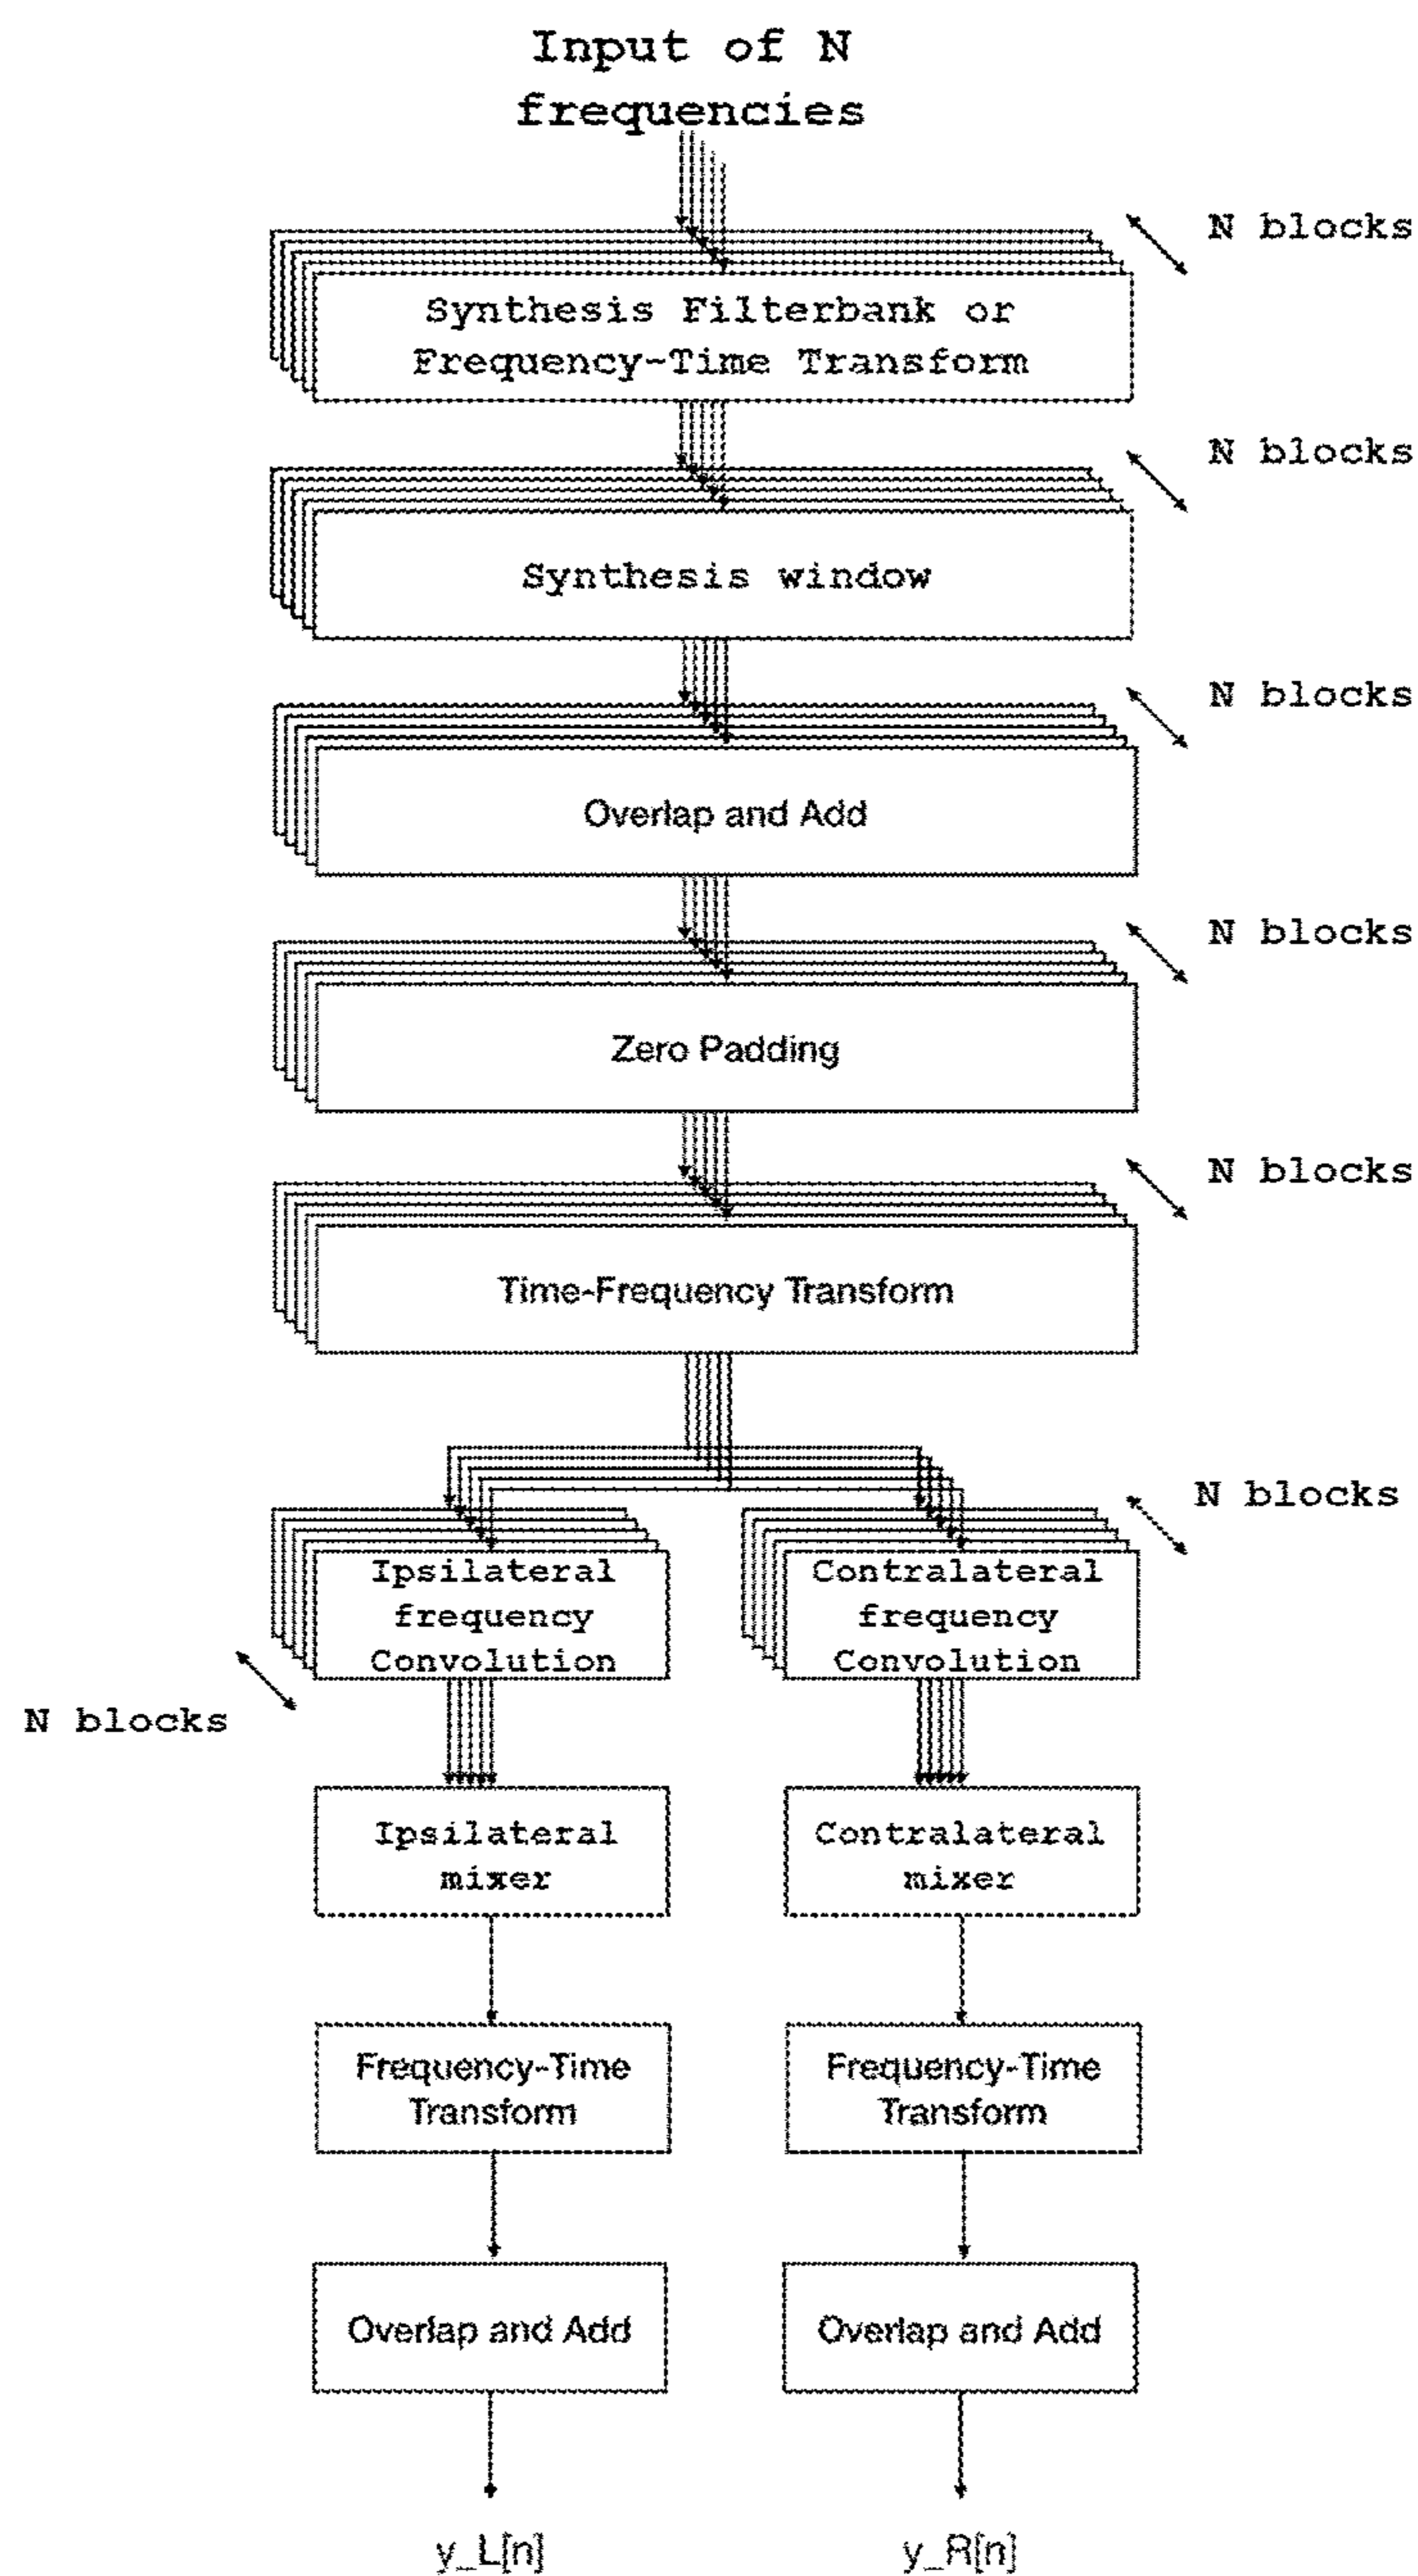 Input of N
frequencies
N blocks
Synthesis Filterbank or
Frequency-Time Transform
N blocks
Synthesis window
N blocks
Overlap and Add
N blocks
Zero Padding
N blocks
Time-Frequency Transform
N blocks
Ipsilateral
frequency
Convolution
Contralateral
frequency
Convolution
N blocks
Ipsilateral
mixer
Contralateral
mixer
Frequency-Time
Transform
Frequency-Time
Transform
Overlap and Add
Overlap and Add
y_L[n]
y_R[n]